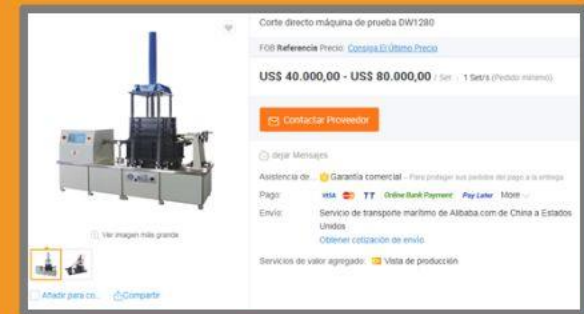 Corte directo máquina de prueba DW1280
FOB Referencia Precio: Consiga El Último Precio
US$ 40.000,00 - US$ 80.000,00 / Set | 1 Set/s (Pedido mínimo)
Contactar Proveedor
dejar Mensajes
Asistencia de... Garantía comercial – Para proteger sus pedidos del pago a la entrega
Pago: VISA TT Online Bank Payment Pay Later More
Envío: Servicio de transporte marítimo de Alibaba.com de China a Estados
Unidos
Obtener cotización de envío.
Servicios de valor agregado: Vista de producción
Ver imagen más grande
Añadir para co... Compartir